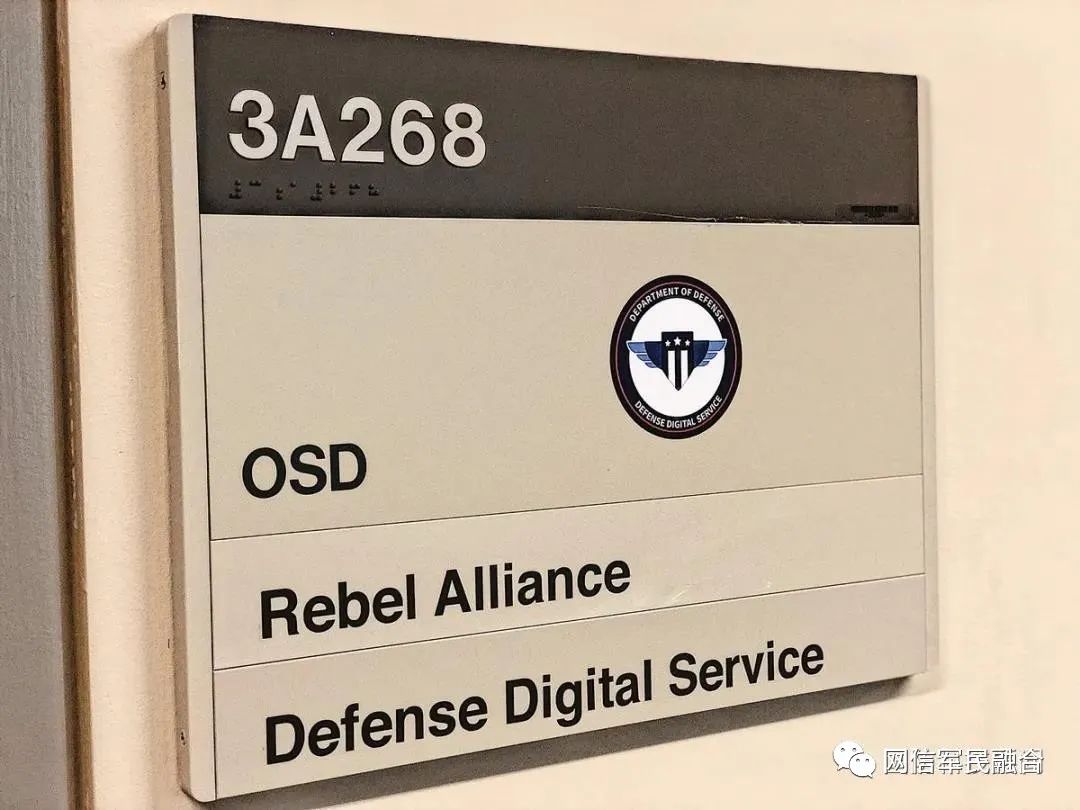 3A268
DEPARTMENT OF DEFENSE
DEFENSE DIGITAL SERVICE
OSD
Rebel Alliance
Defense Digital Service
网信军民融合